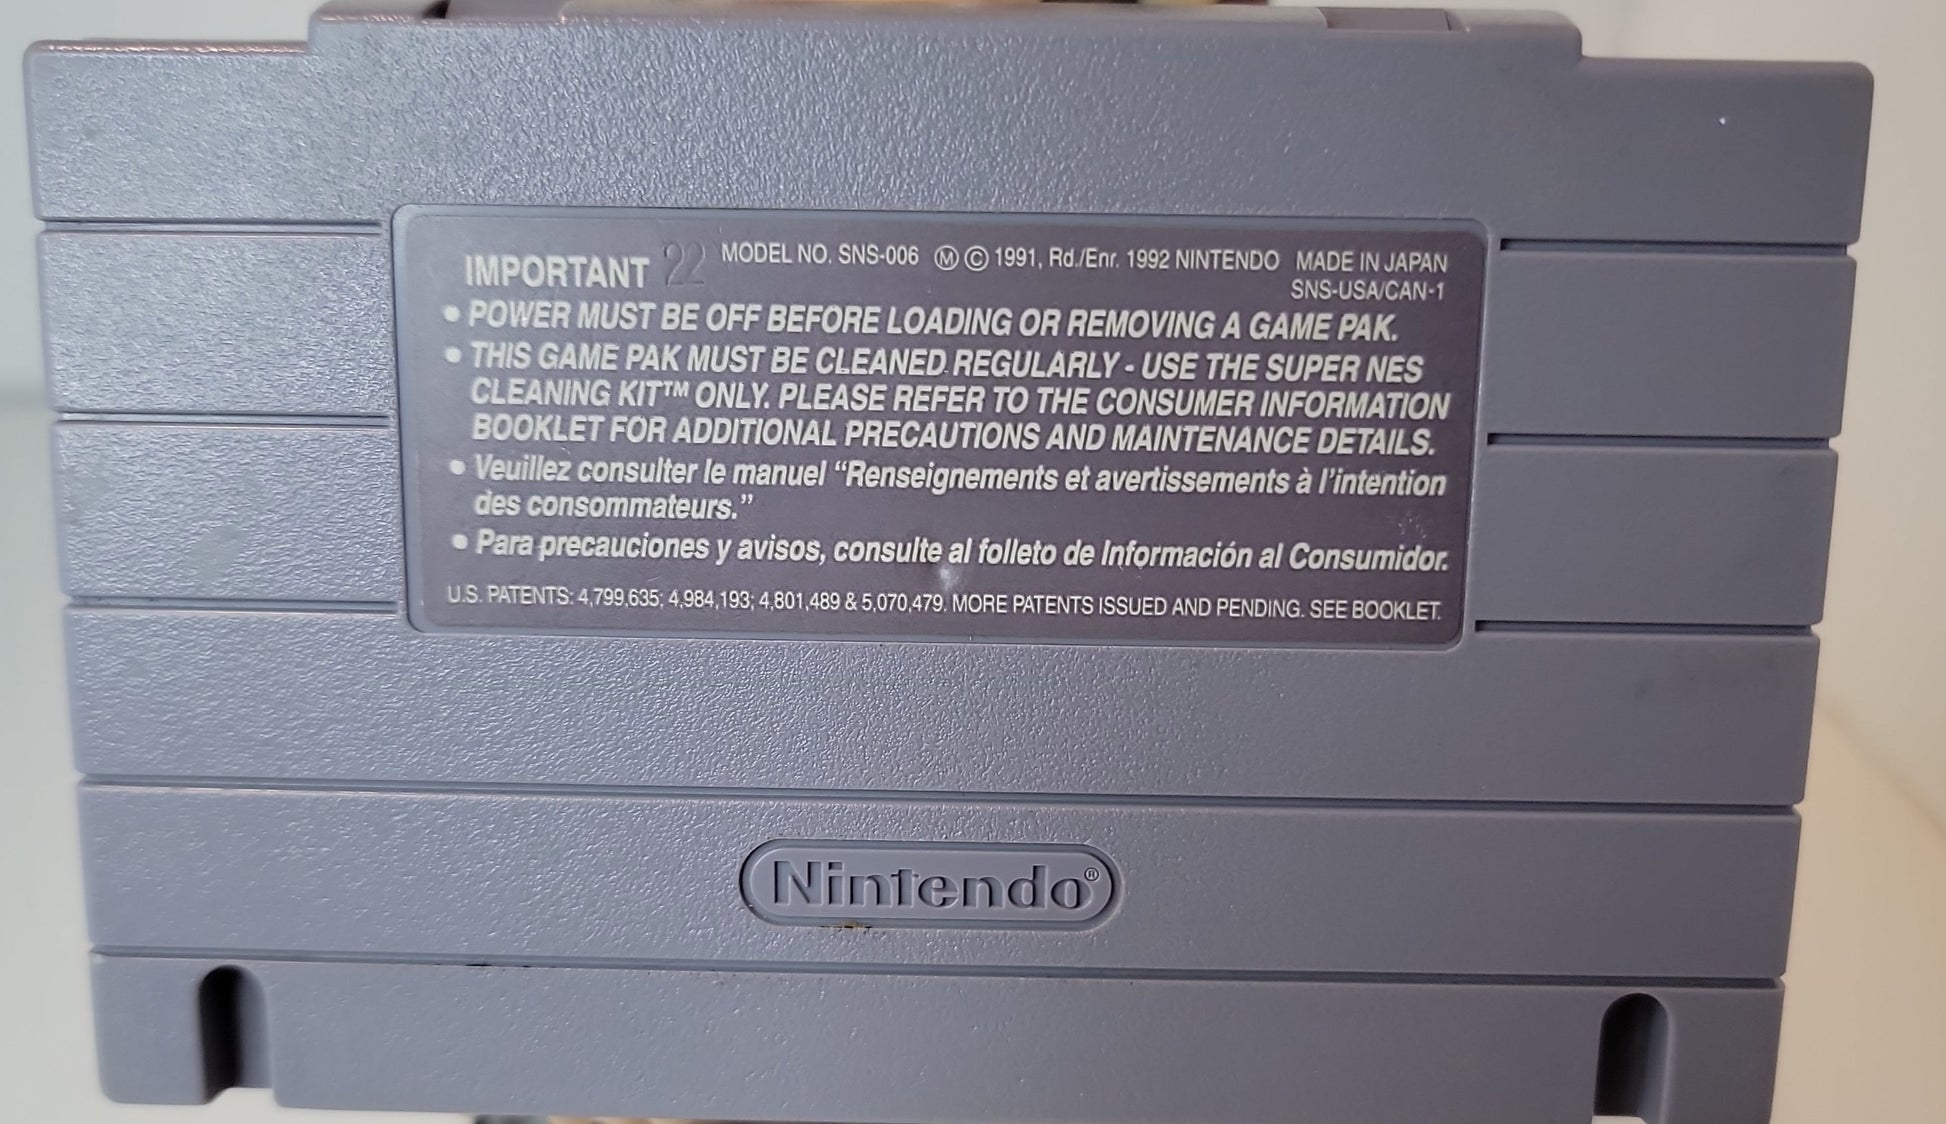 IMPORTANT 22 MODEL NO. SNS-006 Ⓜ © 1991, Rd./Enr. 1992 NINTENDO MADE IN JAPAN
SNS-USA/CAN-1
• POWER MUST BE OFF BEFORE LOADING OR REMOVING A GAME PAK.
• THIS GAME PAK MUST BE CLEANED REGULARLY - USE THE SUPER NES
CLEANING KIT™ ONLY. PLEASE REFER TO THE CONSUMER INFORMATION
BOOKLET FOR ADDITIONAL PRECAUTIONS AND MAINTENANCE DETAILS.
• Veuillez consulter le manuel “Renseignements et avertissements à l’intention
des consommateurs.”
• Para precauciones y avisos, consulte al folleto de Información al Consumidor.
U.S. PATENTS: 4,799,635; 4,984,193; 4,801,489 & 5,070,479. MORE PATENTS ISSUED AND PENDING. SEE BOOKLET.
Nintendo®